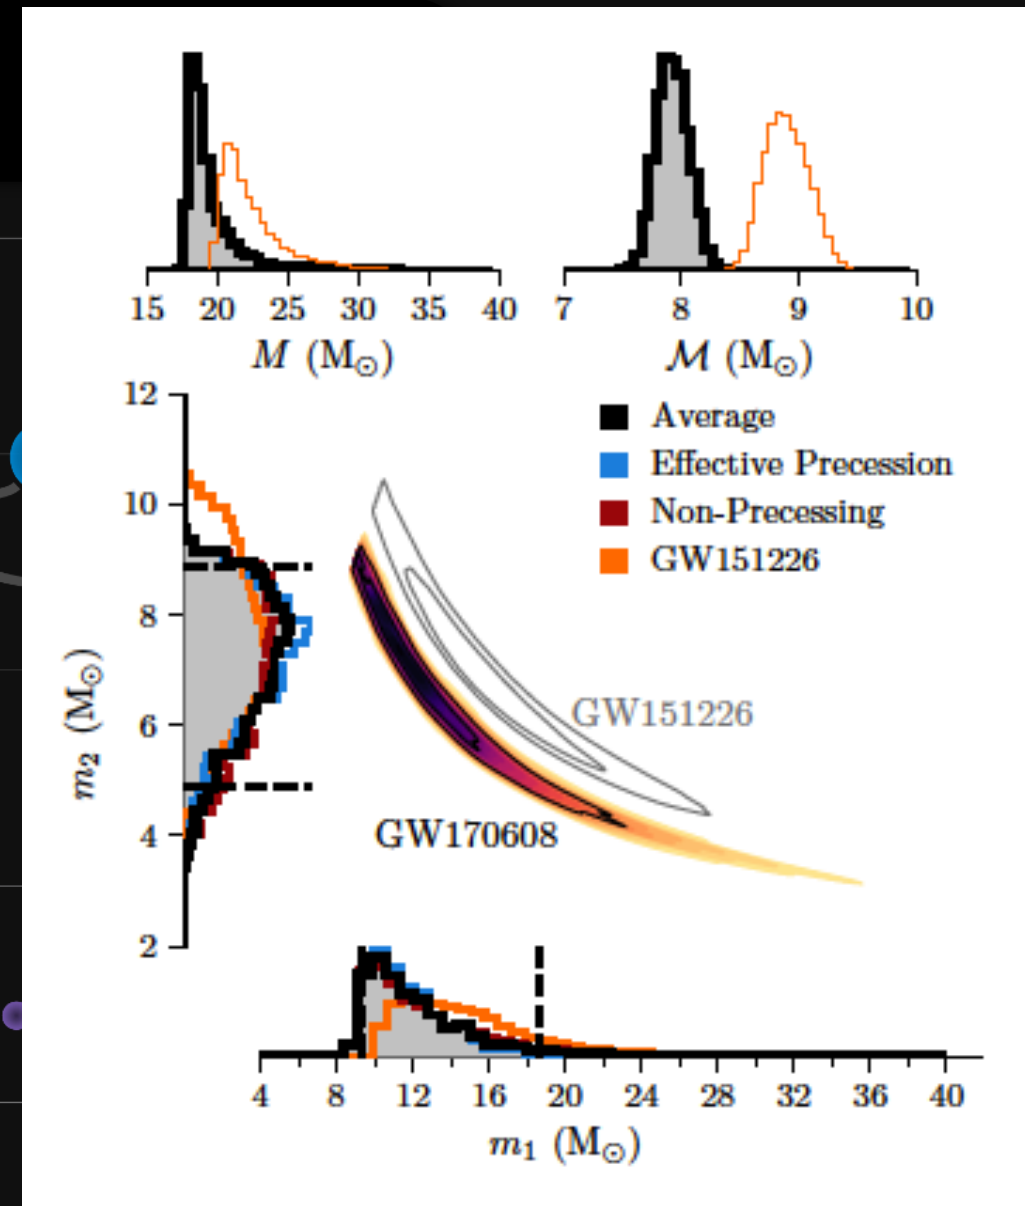 15 20 25 30 35 40
7 8 9 10
M (M☉)
ℳ (M☉)
12
10
8
6
4
2
m₂ (M☉)
Average
Effective Precession
Non-Precessing
GW151226
GW151226
GW170608
4 8 12 16 20 24 28 32 36 40
m₁ (M☉)